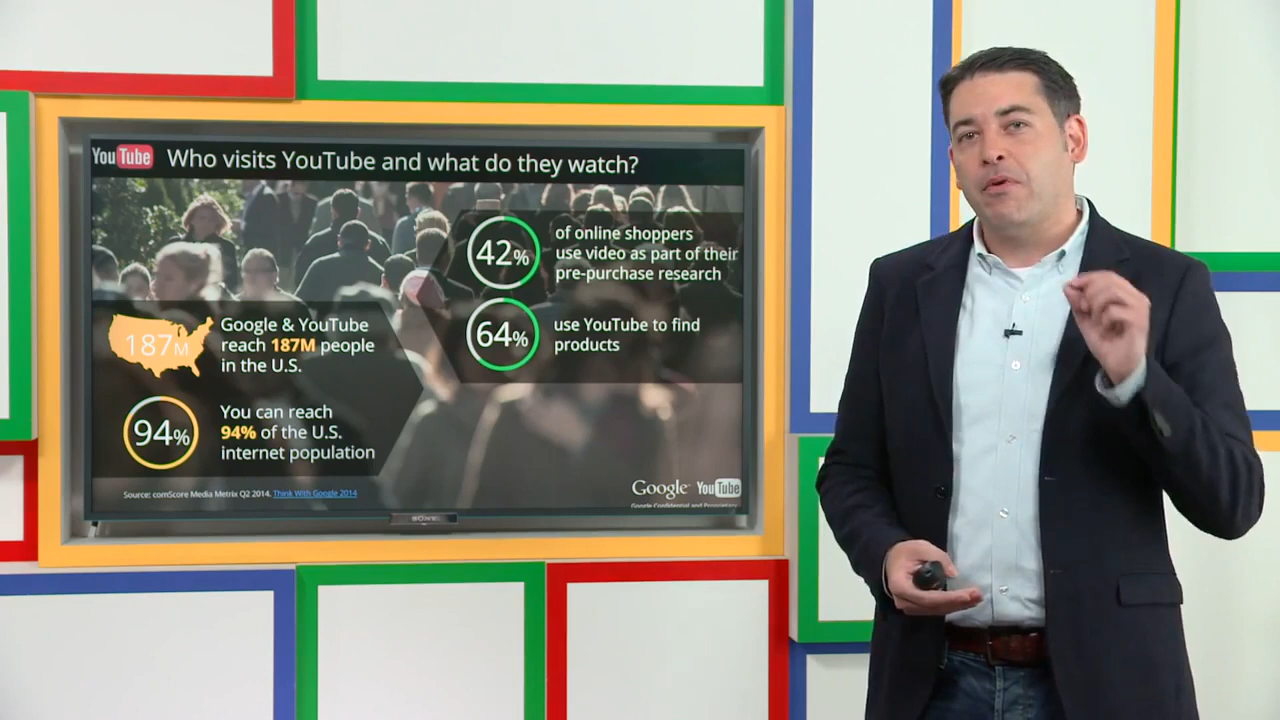 YouTube Who visits YouTube and what do they watch?
42%
of online shoppers
use video as part of their
pre-purchase research
64%
use YouTube to find
products
187M
Google & YouTube
reach 187M people
in the U.S.
94%
You can reach
94% of the U.S.
internet population
Source: comScore Media Metrix Q2 2014, Think With Google 2014
Google YouTube
Google Confidential and Proprietary
SONY